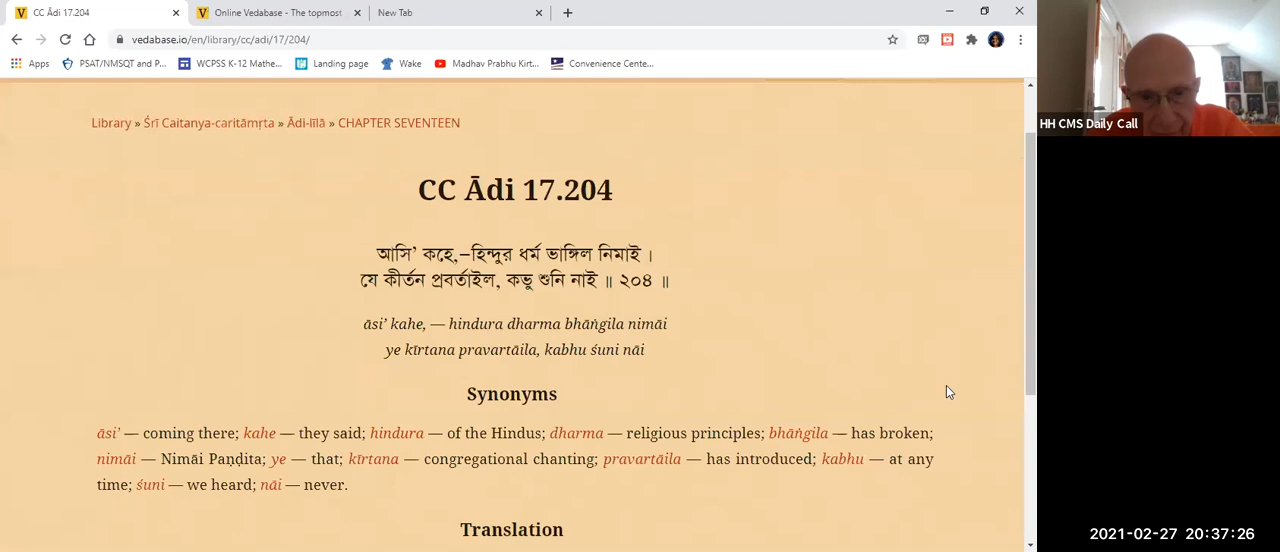 CC Ādi 17.204
Online Vedabase - The topmost
New Tab
vedabase.io/en/library/cc/adi/17/204/
Apps
PSAT/NMSQT and P...
WCPSS K-12 Mathe...
Landing page
Wake
Madhav Prabhu Kirt...
Convenience Cente...
Library » Śrī Caitanya-caritāmṛta » Ādi-līlā » CHAPTER SEVENTEEN
CC Ādi 17.204
আসি’ কহে,–হিন্দুর ধর্ম ভাঙ্গিল নিমাই ।
যে কীর্তন প্রবর্তাইল, কভু শুনি নাই ॥ ২০৪ ॥
āsi’ kahe, — hindura dharma bhāṅgila nimāi
ye kīrtana pravartāila, kabhu śuni nāi
Synonyms
āsi’ — coming there; kahe — they said; hindura — of the Hindus; dharma — religious principles; bhāṅgila — has broken;
nimāi — Nimāi Paṇḍita; ye — that; kīrtana — congregational chanting; pravartāila — has introduced; kabhu — at any
time; śuni — we heard; nāi — never.
Translation
HH CMS Daily Call
2021-02-27 20:37:26